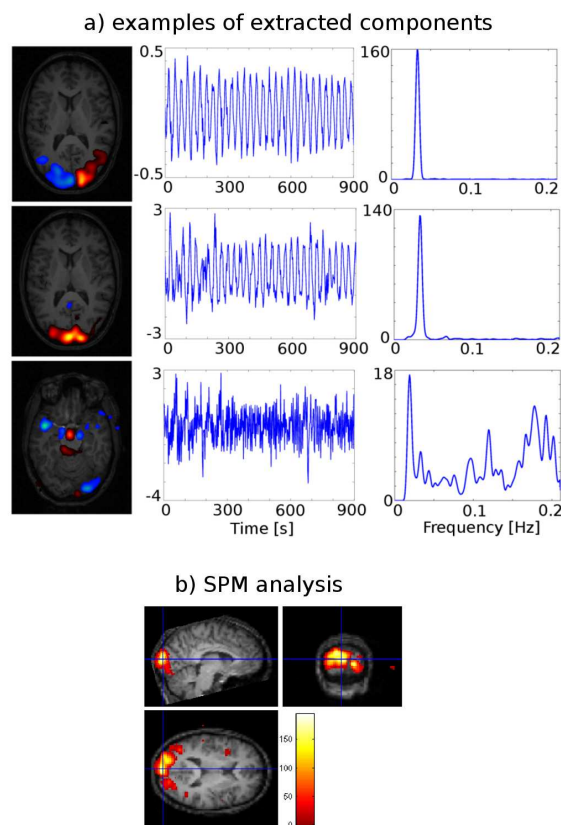 a) examples of extracted components
0.5
-0.5
0 300 600 900
160
0
0 0.1 0.2
3
-3
0 300 600 900
140
0
0 0.1 0.2
3
-4
0 300 600 900
Time [s]
18
0
0 0.1 0.2
Frequency [Hz]
b) SPM analysis
150
100
50
0